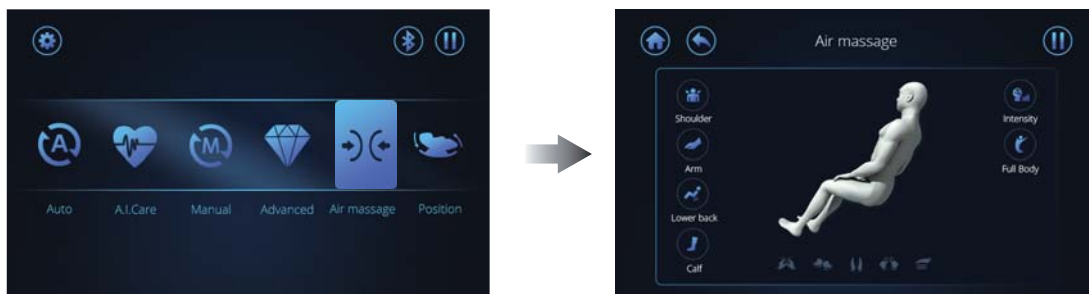 Auto
A.I.Care
Manual
Advanced
Air massage
Position
A
M
Air massage
Shoulder
Arm
Lower back
Calf
Intensity
Full Body